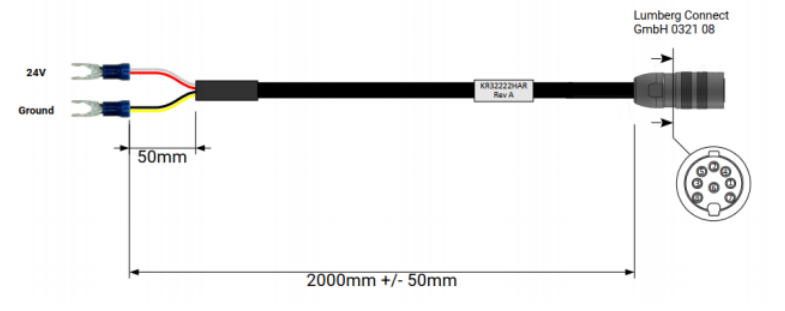 Lumberg Connect
GmbH 0321 08
24V
KR32222HAR
Rev A
Ground
50mm
2000mm +/- 50mm